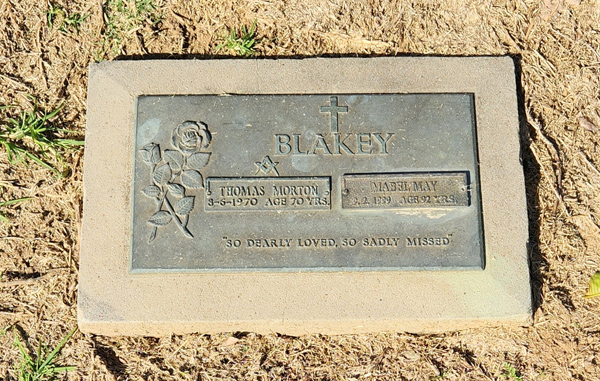 BLAKEY
THOMAS MORTON
3-6-1970 AGE 70 YRS.
MABEL MAY
AGE 92 YRS.
"SO DEARLY LOVED, SO SADLY MISSED"